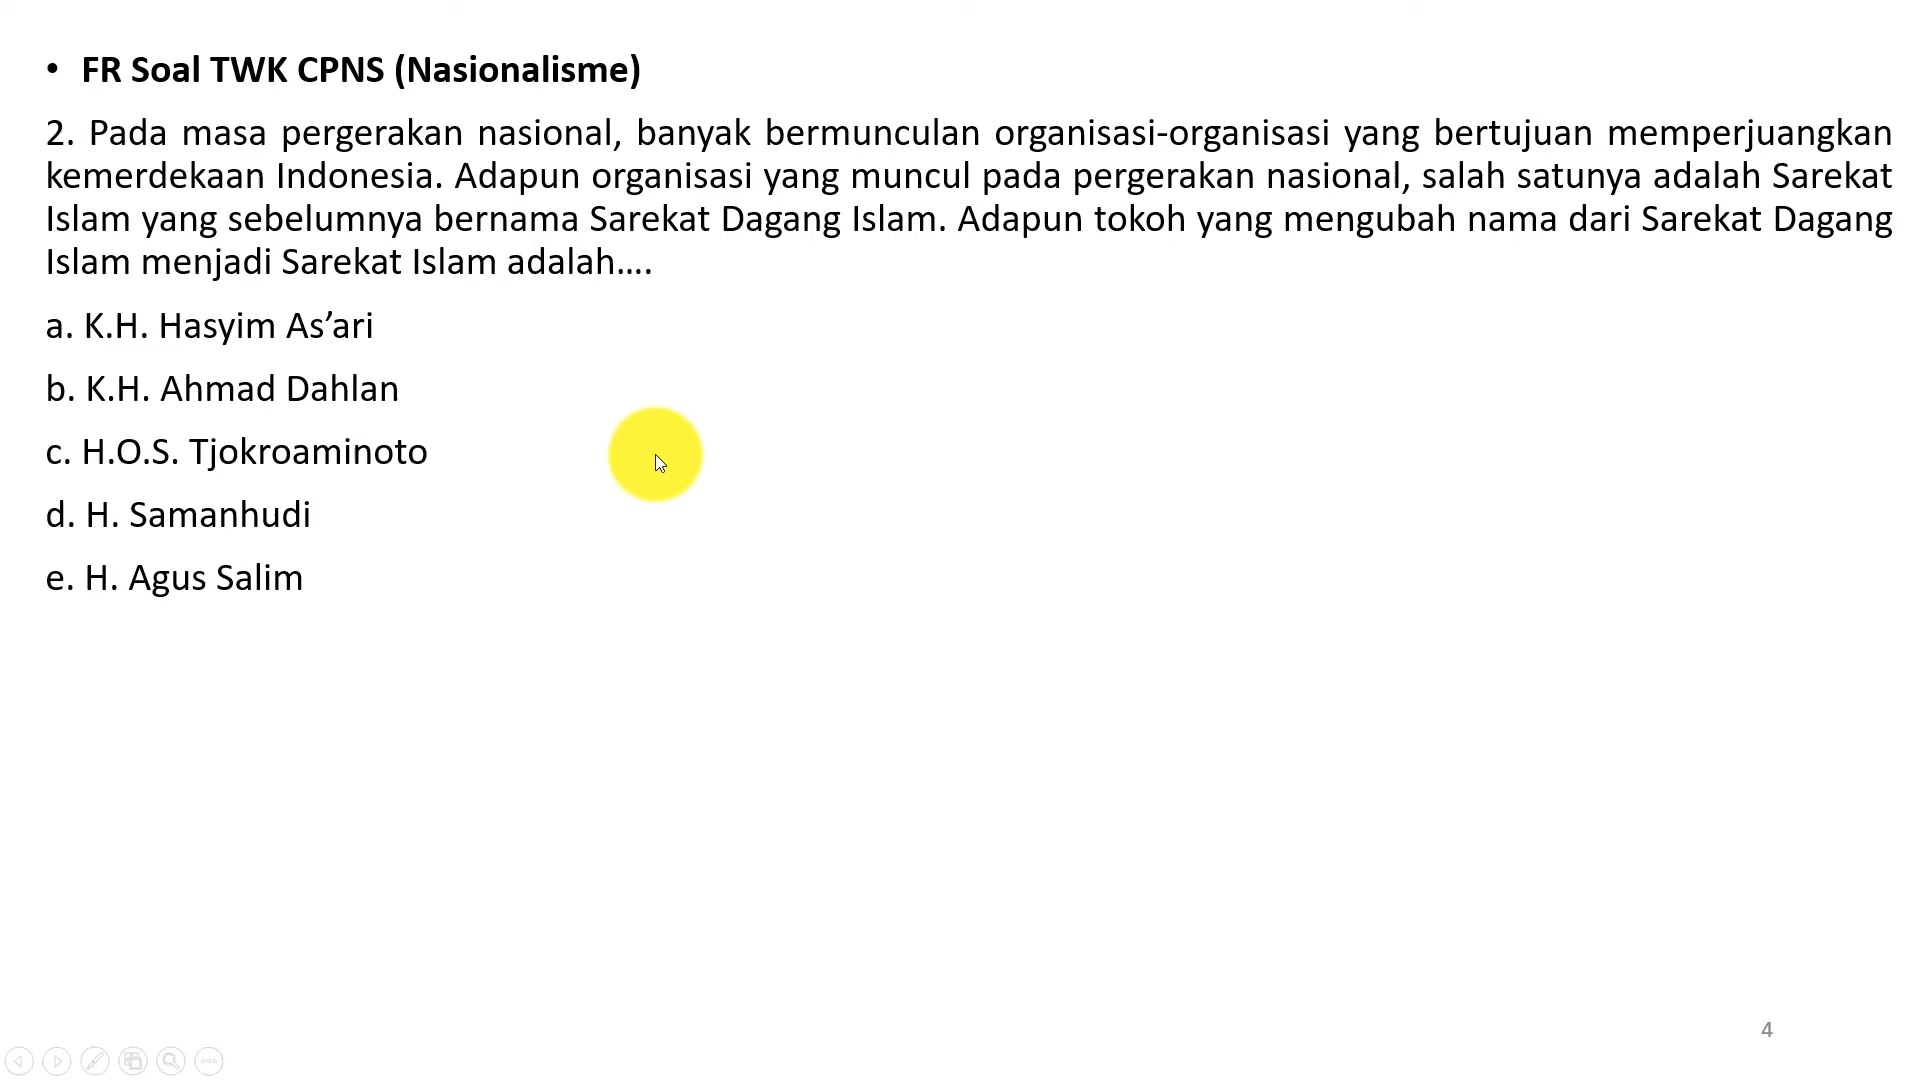 • FR Soal TWK CPNS (Nasionalisme)
2. Pada masa pergerakan nasional, banyak bermunculan organisasi-organisasi yang bertujuan memperjuangkan
kemerdekaan Indonesia. Adapun organisasi yang muncul pada pergerakan nasional, salah satunya adalah Sarekat
Islam yang sebelumnya bernama Sarekat Dagang Islam. Adapun tokoh yang mengubah nama dari Sarekat Dagang
Islam menjadi Sarekat Islam adalah....
a. K.H. Hasyim As’ari
b. K.H. Ahmad Dahlan
c. H.O.S. Tjokroaminoto
d. H. Samanhudi
e. H. Agus Salim
4